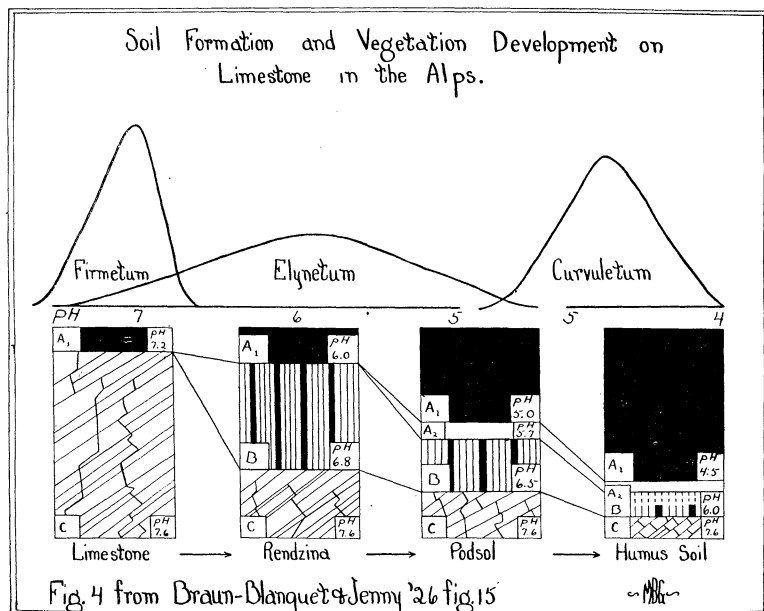 Soil Formation and Vegetation Development on
Limestone in the Alps.
Firmetum Elynetum Curvuletum
PH 7 6 5 5 4
A1 PH 7.2
C PH 7.6
Limestone
A1 PH 6.0
B PH 6.8
C PH 7.6
Rendzina
A1 PH 5.0
A2 PH 5.7
B PH 6.5
C PH 7.6
Podsol
A1 PH 4.5
A2
B PH 6.0
C PH 7.6
Humus Soil
Fig. 4 from Braun-Blanquet & Jenny '26 fig. 15
~MBG~